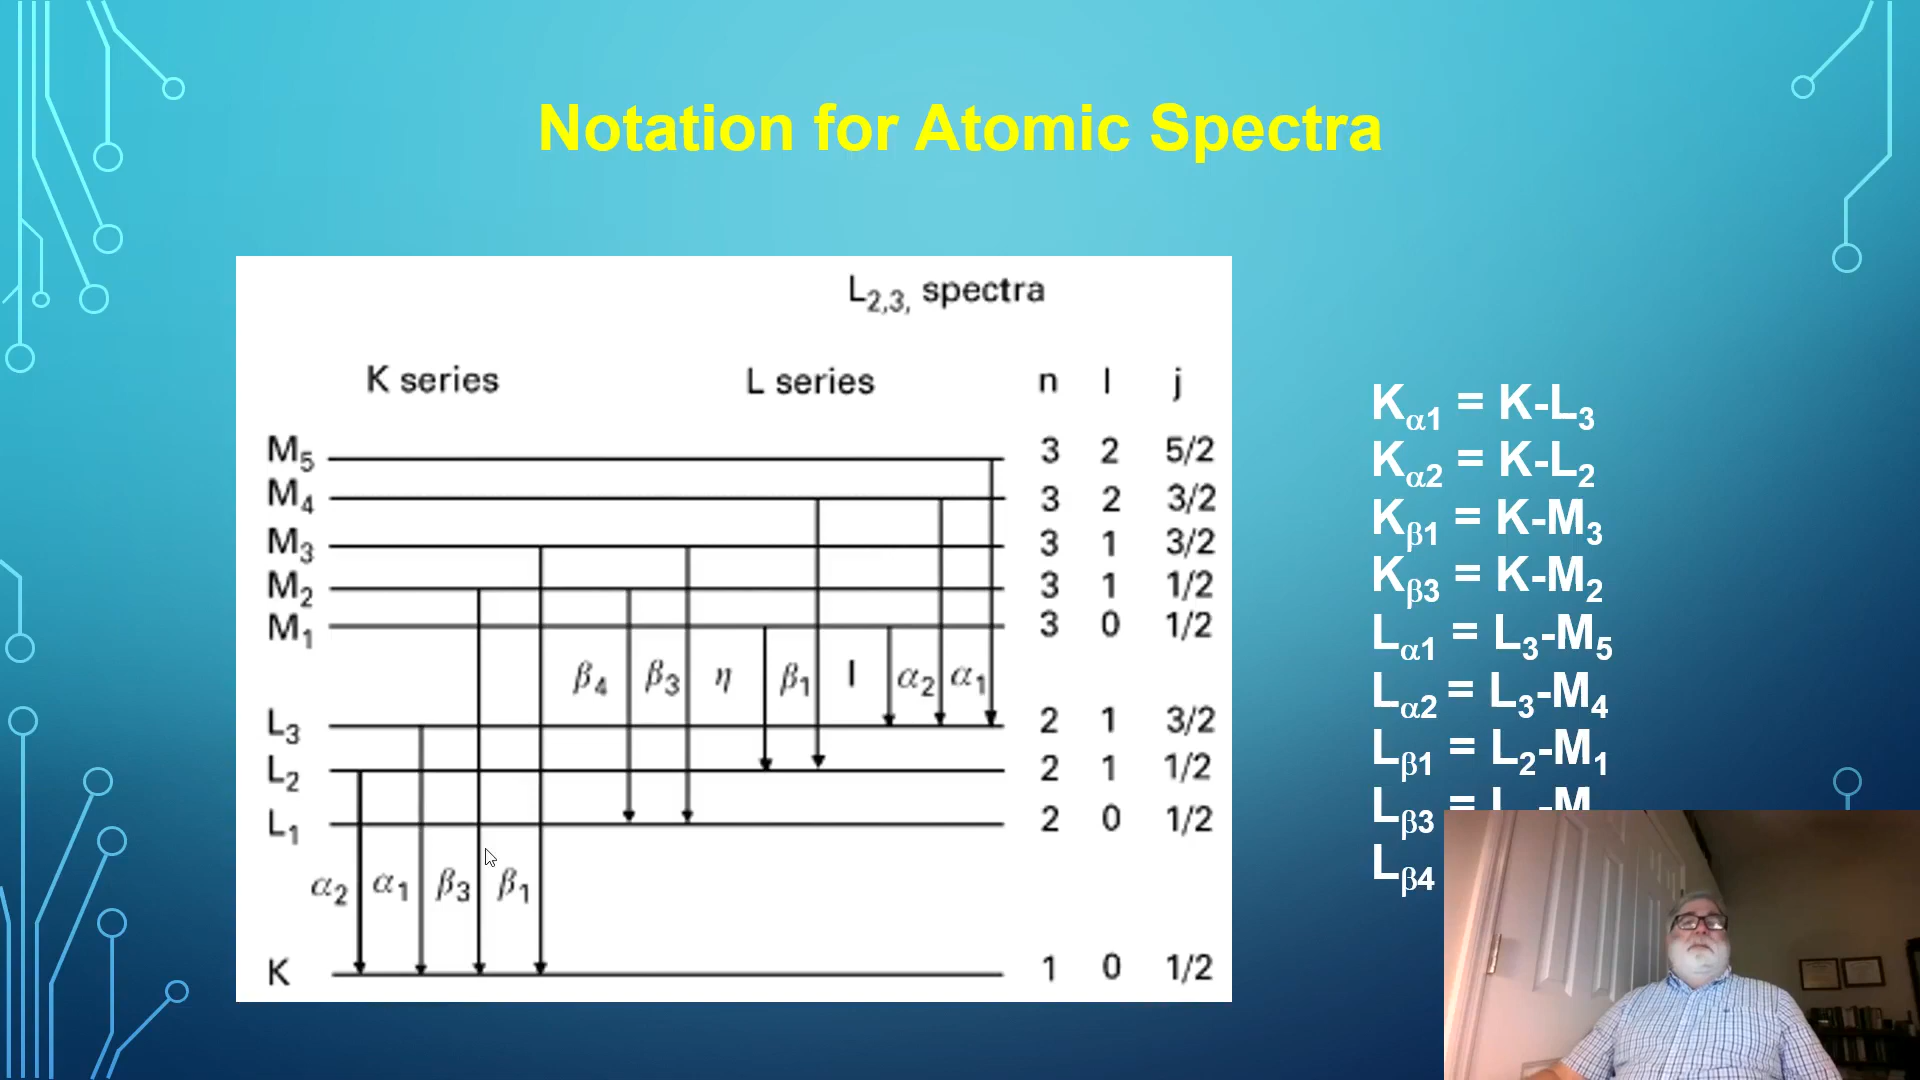 Notation for Atomic Spectra
L2,3, spectra
K series L series n l j
M5 3 2 5/2
M4 3 2 3/2
M3 3 1 3/2
M2 3 1 1/2
M1 3 0 1/2
β4 β3 η β1 l α2 α1
L3 2 1 3/2
L2 2 1 1/2
L1 2 0 1/2
α2 α1 β3 β1
K 1 0 1/2
Kα1 = K-L3
Kα2 = K-L2
Kβ1 = K-M3
Kβ3 = K-M2
Lα1 = L3-M5
Lα2 = L3-M4
Lβ1 = L2-M1
Lβ3 = L -M
Lβ4